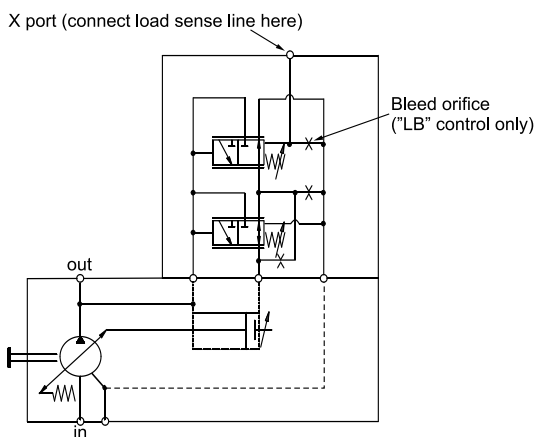 X port (connect load sense line here)
Bleed orifice
("LB" control only)
out
in